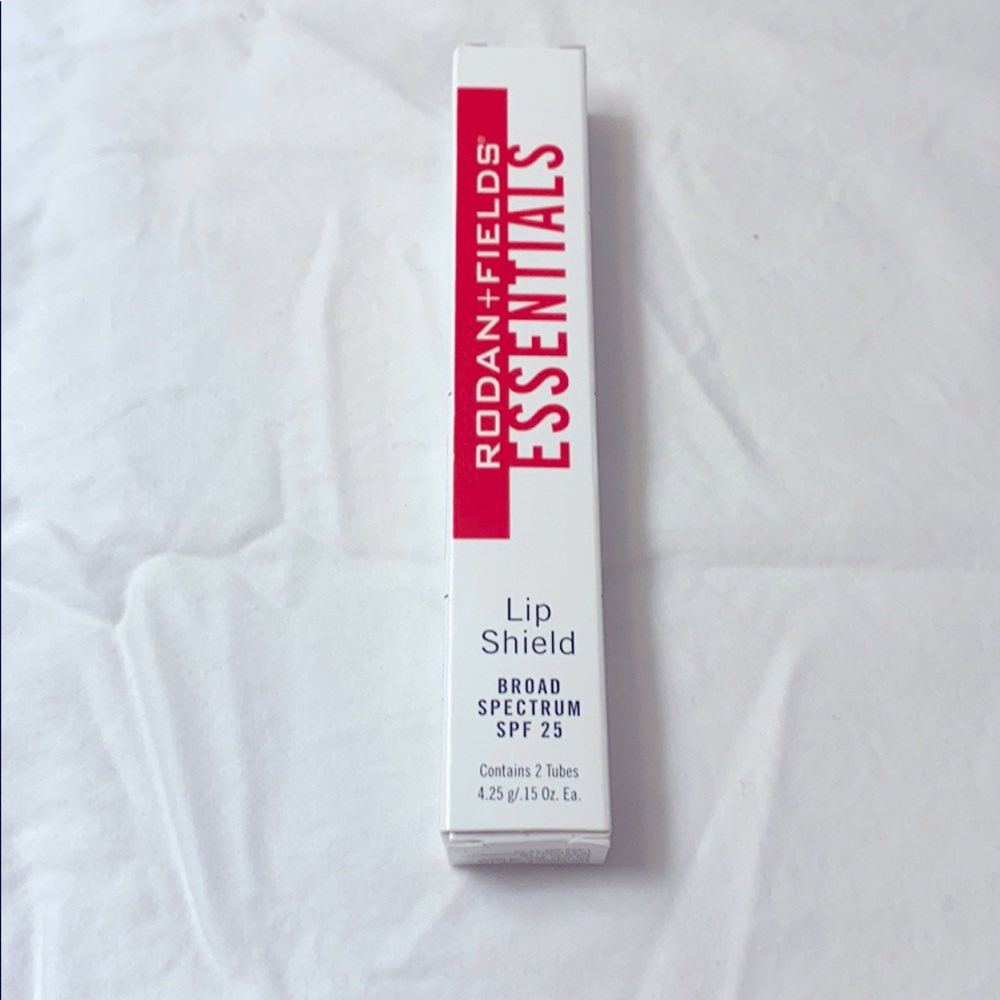 RODAN+FIELDS®
ESSENTIALS
Lip
Shield
BROAD
SPECTRUM
SPF 25
Contains 2 Tubes
4.25 g/.15 Oz. Ea.